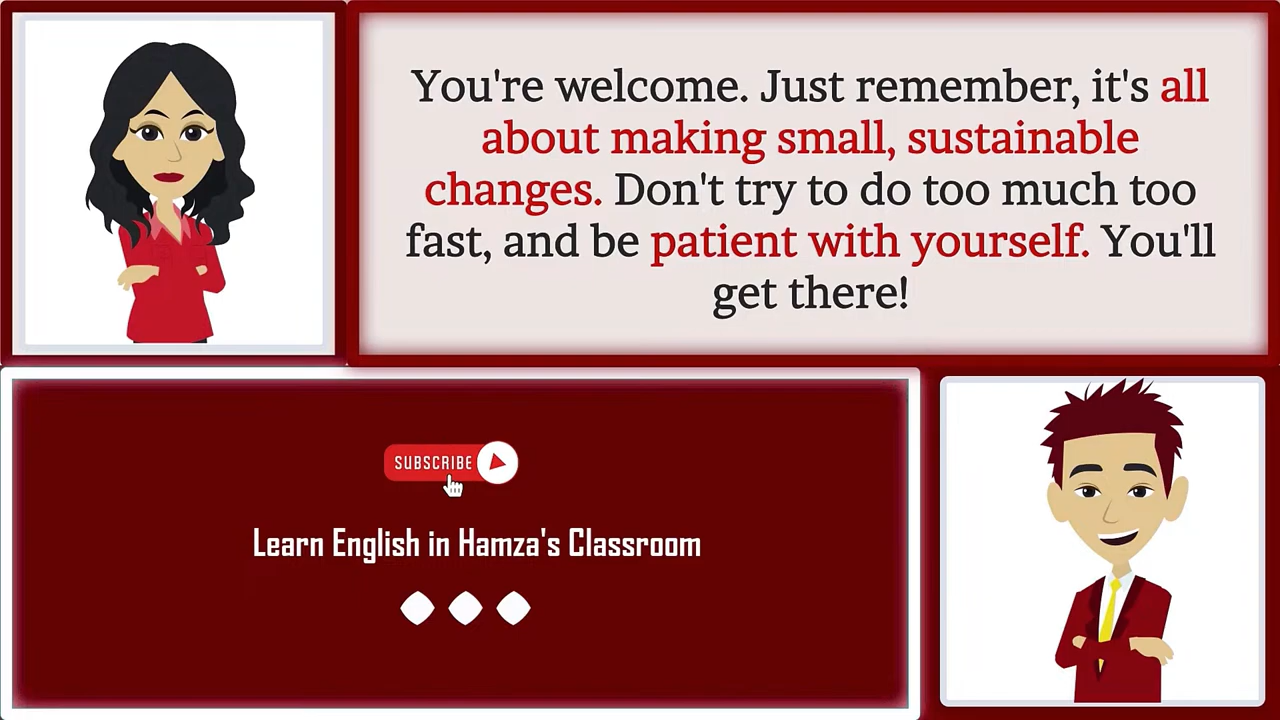 You're welcome. Just remember, it's all
about making small, sustainable
changes. Don't try to do too much too
fast, and be patient with yourself. You'll
get there!
SUBSCRIBE
Learn English in Hamza's Classroom